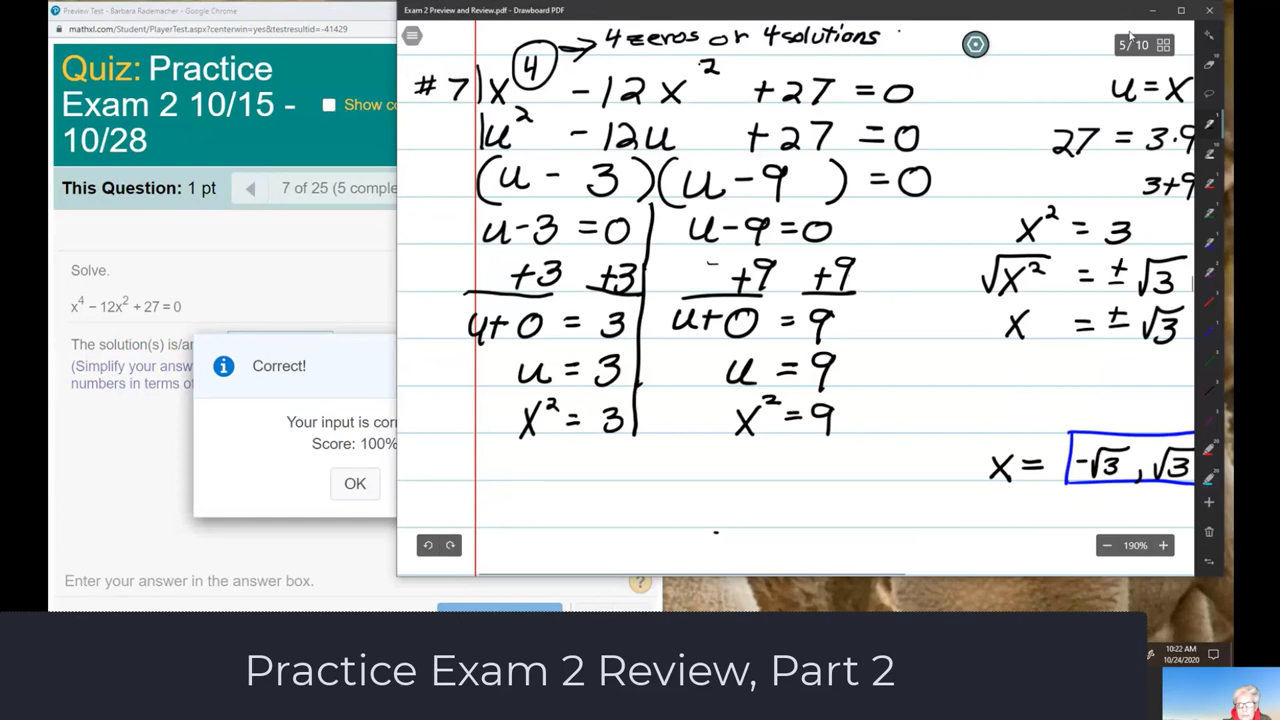 Preview Test - Barbara Rademacher - Google Chrome
mathxl.com/Student/PlayerTest.aspx?centerwin=yes&testresultid=-41429
Quiz: Practice
Exam 2 10/15 -
10/28
Show co
This Question: 1 pt
7 of 25 (5 comple
Solve.
x⁴ − 12x² + 27 = 0
The solution(s) is/ar
(Simplify your answ
numbers in terms of
Correct!
Your input is cor
Score: 100%
OK
Enter your answer in the answer box.
?
Exam 2 Preview and Review.pdf - Drawboard PDF
5/10
4 zeros or 4 solutions
#7 1x⁴ − 12x² + 27 = 0
1u² − 12u + 27 = 0
(u − 3)(u − 9) = 0
u − 3 = 0 u − 9 = 0
+3 +3 +9 +9
u + 0 = 3 u + 0 = 9
u = 3 u = 9
x² = 3 x² = 9
u = x
27 = 3·9
3+9
x² = 3
√x² = ± √3
x = ± √3
x = -√3, √3
190%
10:22 AM
10/24/2020
Practice Exam 2 Review, Part 2